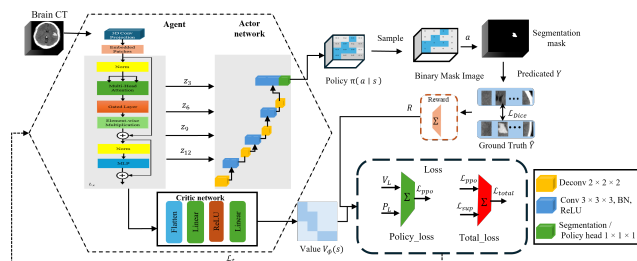 Brain CT
Agent
Actor
network
3D Conv
Projection
Embedded
Patches
Norm
Multi-Head
Attention
Gated Layer
Element-wise
Multiplication
Norm
MLP
z₃
z₆
z₉
z₁₂
Critic network
Flatten
Linear
ReLU
Linear
Policy π(a | s)
Sample
Binary Mask Image
a
Segmentation
mask
Predicated Y
ℒDice
Ground Truth Ŷ
R
Reward
Σ
Value Vφ(s)
Loss
V_L
P_L
Σ
ℒppo
Policy_loss
ℒppo
ℒsup
Σ
ℒtotal
Total_loss
Deconv 2 × 2 × 2
Conv 3 × 3 × 3, BN,
ReLU
Segmentation /
Policy head 1 × 1 × 1